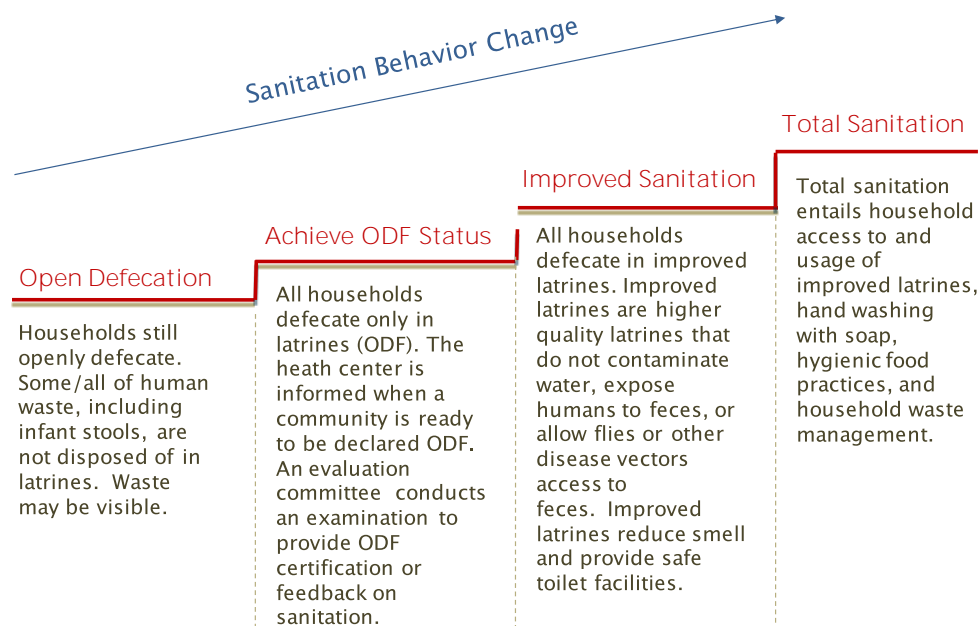 Sanitation Behavior Change
Total Sanitation
Improved Sanitation
Achieve ODF Status
Open Defecation
Households still
openly defecate.
Some/all of human
waste, including
infant stools, are
not disposed of in
latrines. Waste
may be visible.
All households
defecate only in
latrines (ODF). The
heath center is
informed when a
community is ready
to be declared ODF.
An evaluation
committee conducts
an examination to
provide ODF
certification or
feedback on
sanitation.
All households
defecate in improved
latrines. Improved
latrines are higher
quality latrines that
do not contaminate
water, expose
humans to feces, or
allow flies or other
disease vectors
access to
feces. Improved
latrines reduce smell
and provide safe
toilet facilities.
Total sanitation
entails household
access to and
usage of
improved latrines,
hand washing
with soap,
hygienic food
practices, and
household waste
management.